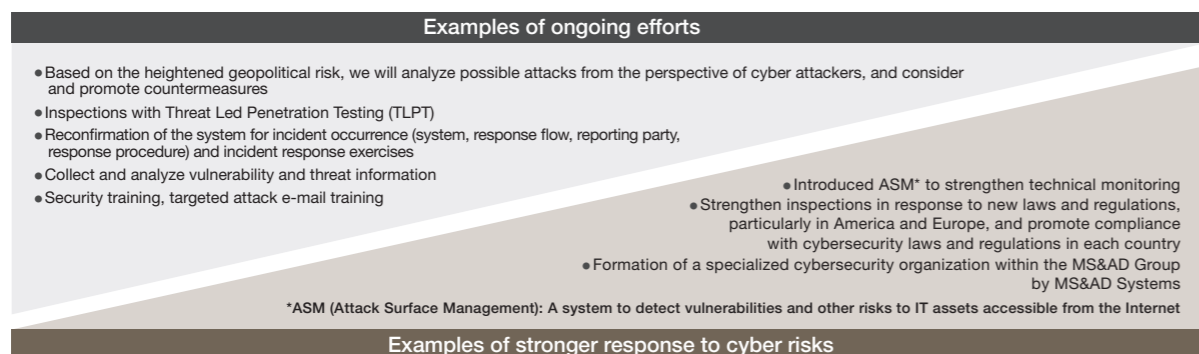 Examples of ongoing efforts
● Based on the heightened geopolitical risk, we will analyze possible attacks from the perspective of cyber attackers, and consider
and promote countermeasures
● Inspections with Threat Led Penetration Testing (TLPT)
● Reconfirmation of the system for incident occurrence (system, response flow, reporting party,
response procedure) and incident response exercises
● Collect and analyze vulnerability and threat information
● Security training, targeted attack e-mail training
● Introduced ASM* to strengthen technical monitoring
● Strengthen inspections in response to new laws and regulations,
particularly in America and Europe, and promote compliance
with cybersecurity laws and regulations in each country
● Formation of a specialized cybersecurity organization within the MS&AD Group
by MS&AD Systems
*ASM (Attack Surface Management): A system to detect vulnerabilities and other risks to IT assets accessible from the Internet
Examples of stronger response to cyber risks